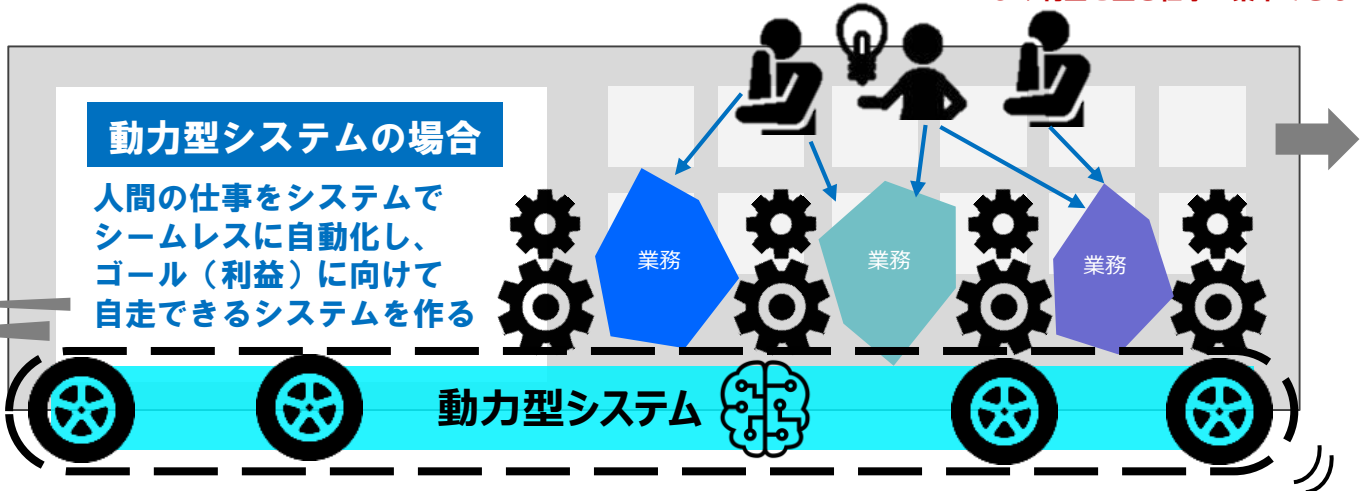 動力型システムの場合
人間の仕事をシステムで
シームレスに自動化し、
ゴール（利益）に向けて
自走できるシステムを作る
業務
業務
業務
動力型システム